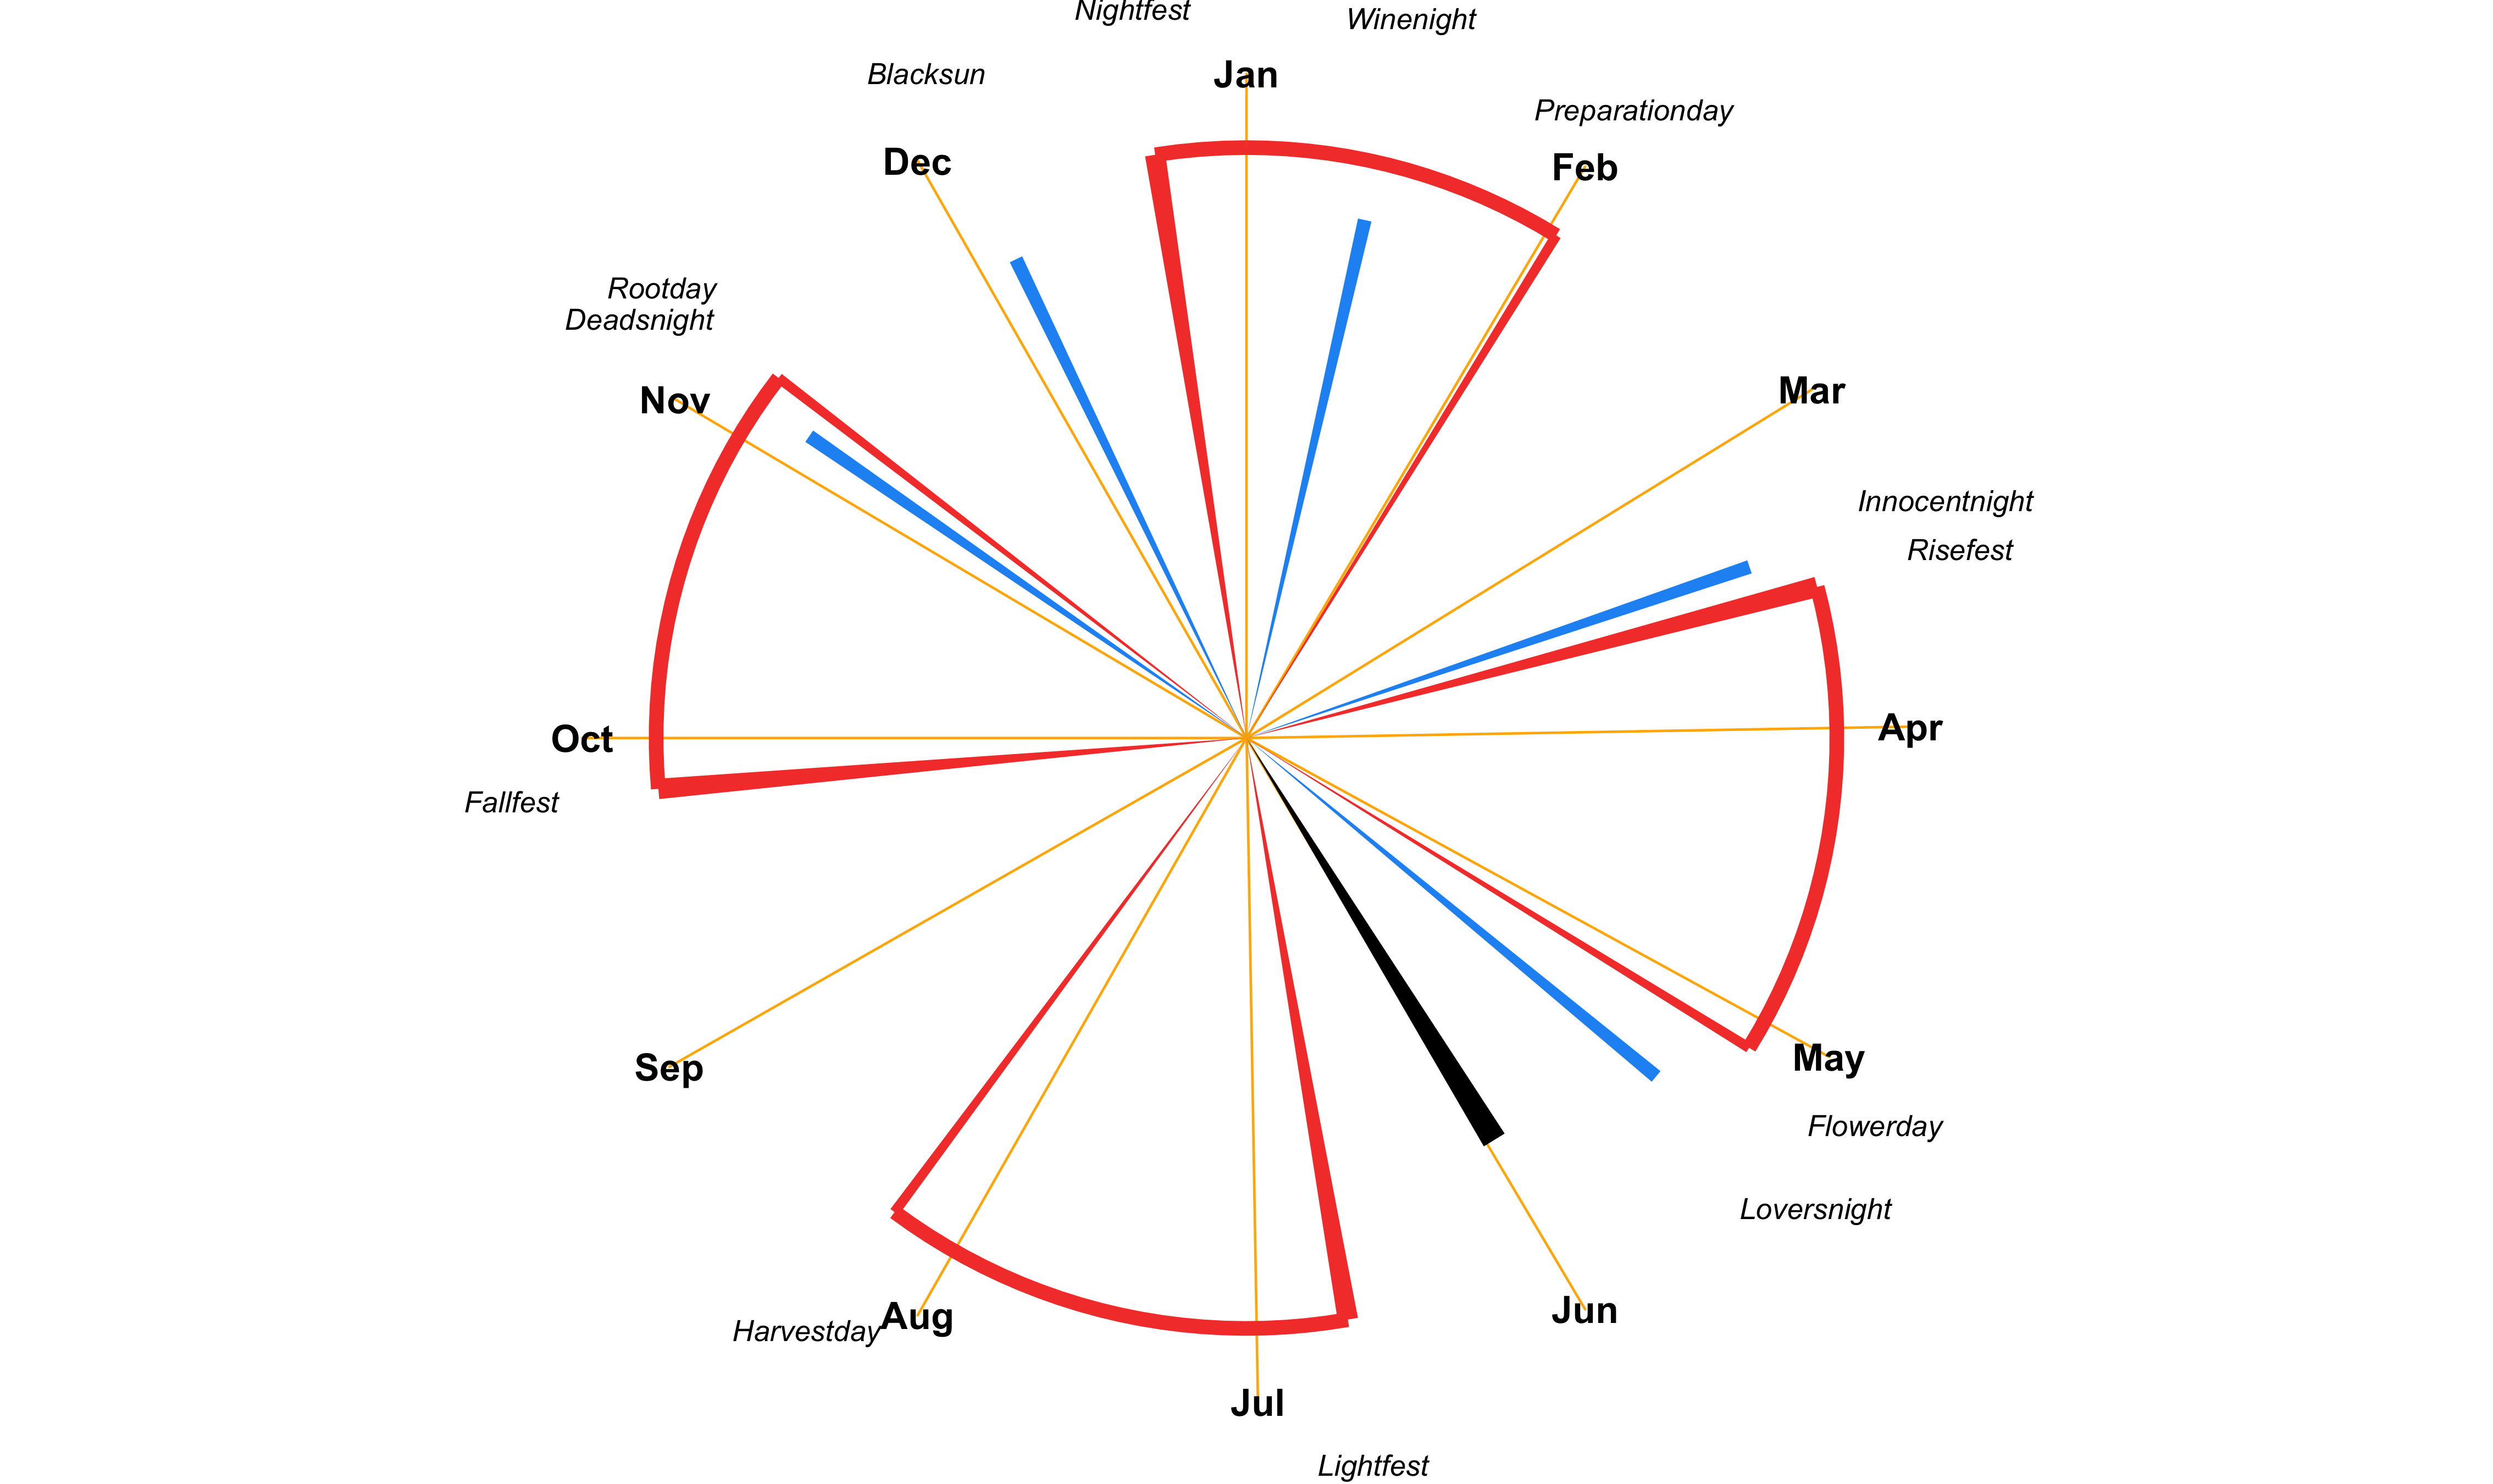 Nightfest
Winenight
Blacksun
Jan
Preparationday
Dec
Feb
Rootday
Deadsnight
Nov
Mar
Innocentnight
Risefest
Oct
Apr
Fallfest
Sep
May
Flowerday
Loversnight
Harvestday
Aug
Jun
Jul
Lightfest